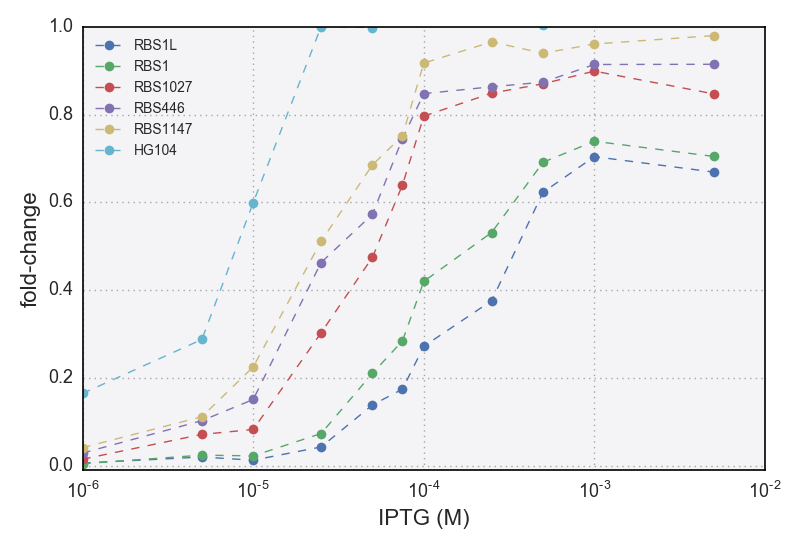 1.0
0.8
0.6
0.4
0.2
0.0
fold-change
RBS1L
RBS1
RBS1027
RBS446
RBS1147
HG104
10⁻⁶ 10⁻⁵ 10⁻⁴ 10⁻³ 10⁻²
IPTG (M)